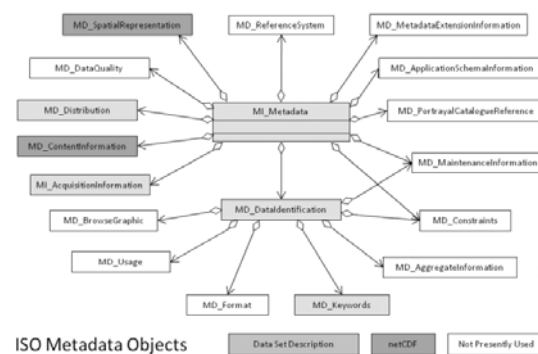 MD_SpatialRepresentation
MD_ReferenceSystem
MD_MetadataExtensionInformation
MD_DataQuality
MD_ApplicationSchemaInformation
MD_Distribution
MI_Metadata
MD_PortrayalCatalogueReference
MD_ContentInformation
MD_MaintenanceInformation
MI_AcquisitionInformation
MD_DataIdentification
MD_BrowseGraphic
MD_Constraints
MD_Usage
MD_AggregateInformation
MD_Format
MD_Keywords
ISO Metadata Objects
Data Set Description
netCDF
Not Presently Used